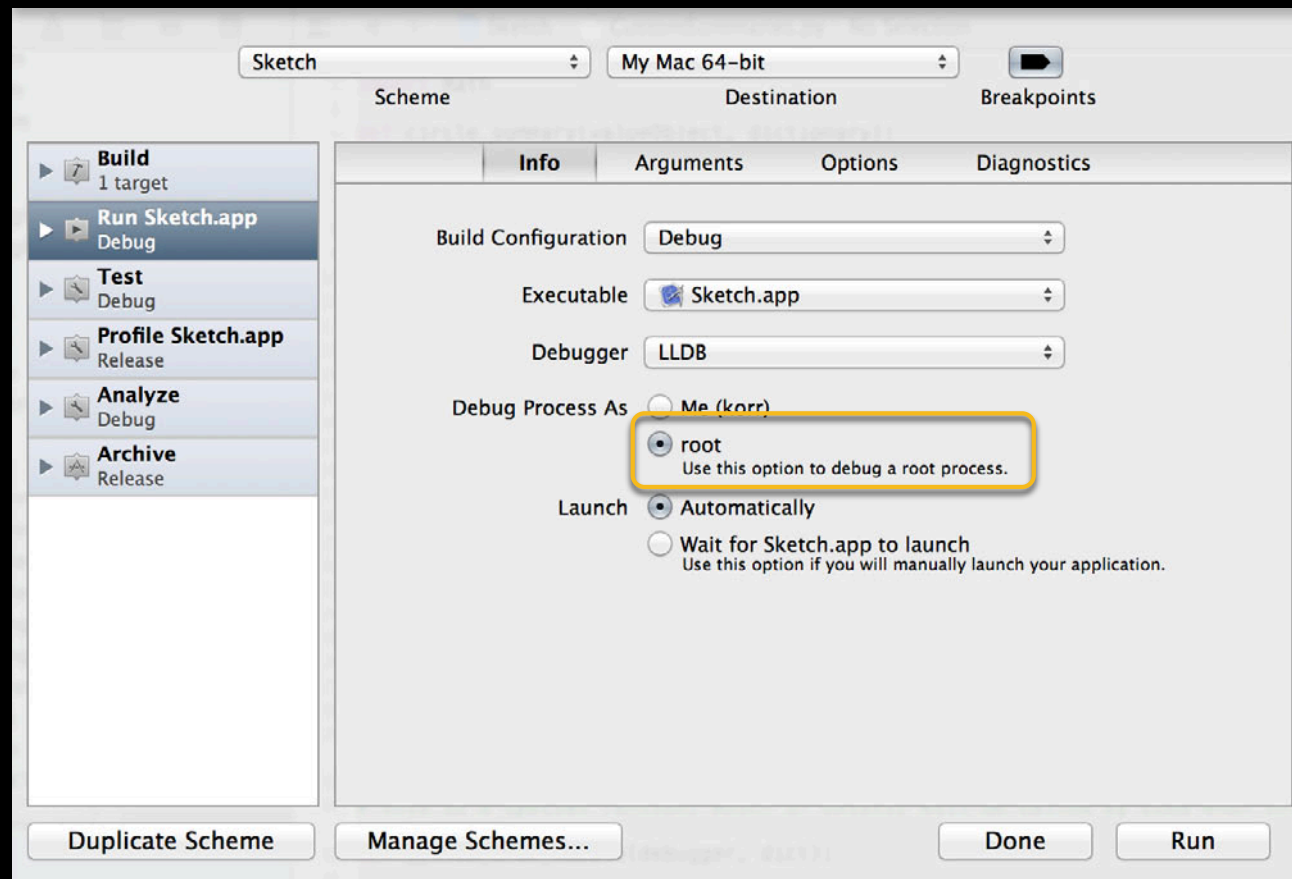 Sketch
My Mac 64-bit
Scheme
Destination
Breakpoints
Build
1 target
Run Sketch.app
Debug
Test
Debug
Profile Sketch.app
Release
Analyze
Debug
Archive
Release
Info
Arguments
Options
Diagnostics
Build Configuration
Debug
Executable
Sketch.app
Debugger
LLDB
Debug Process As
Me (korr)
root
Use this option to debug a root process.
Launch
Automatically
Wait for Sketch.app to launch
Use this option if you will manually launch your application.
Duplicate Scheme
Manage Schemes...
Done
Run